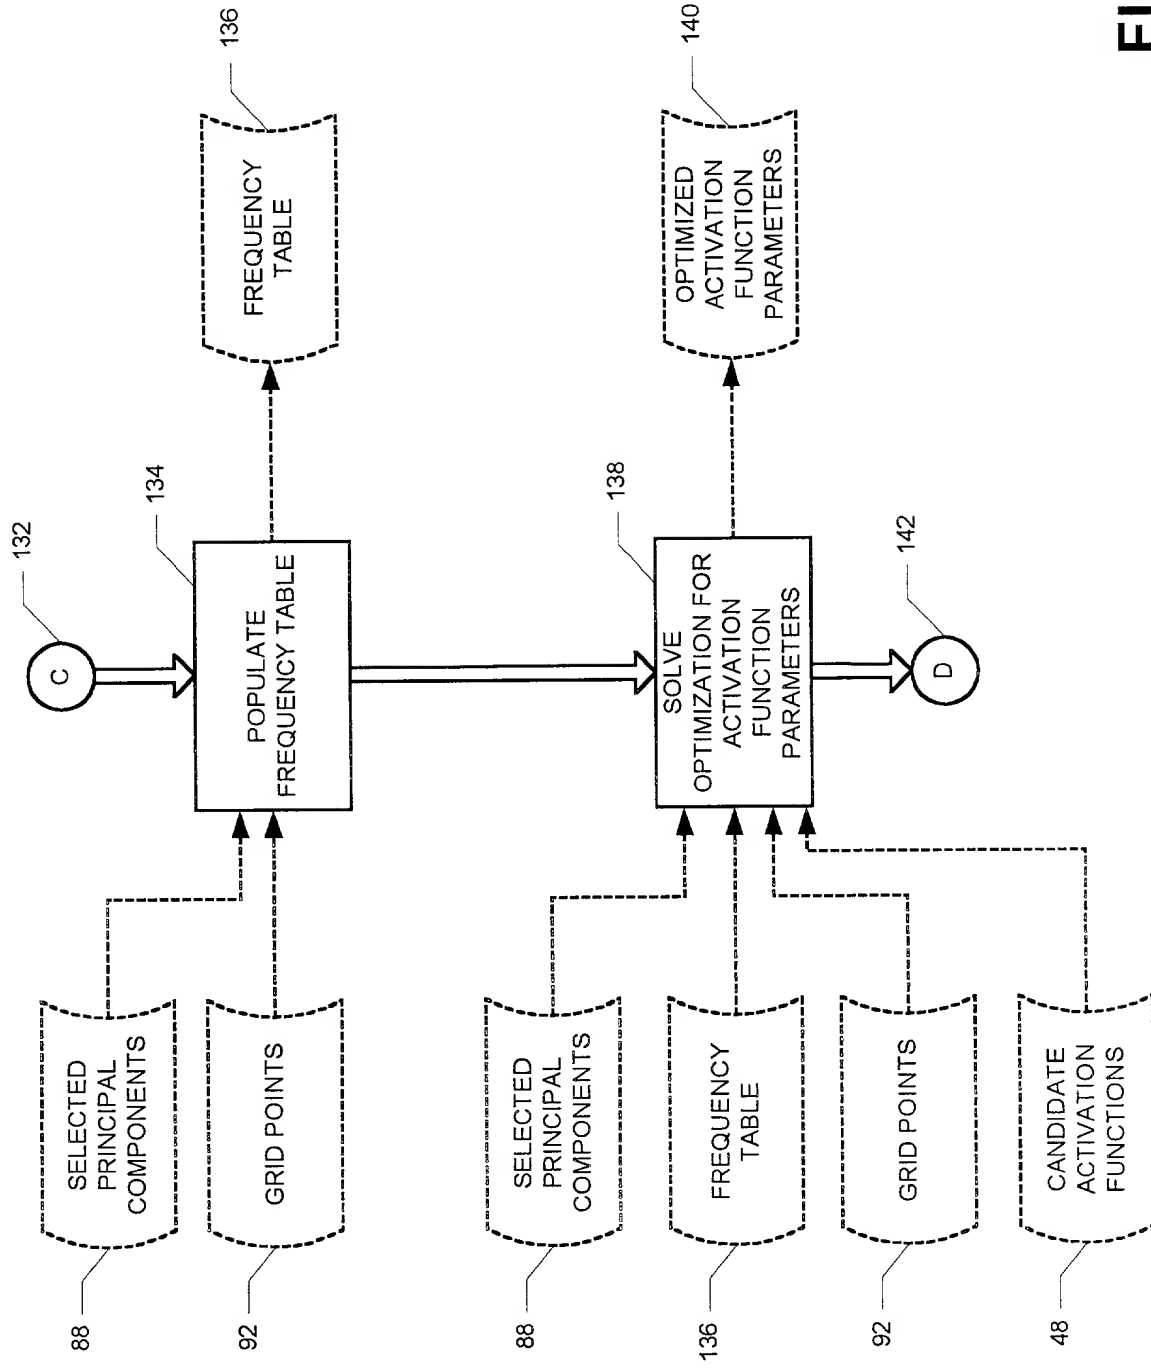 C
132
POPULATE
FREQUENCY TABLE
134
FREQUENCY
TABLE
136
SELECTED
PRINCIPAL
COMPONENTS
88
GRID POINTS
92
SOLVE
OPTIMIZATION FOR
ACTIVATION
FUNCTION
PARAMETERS
138
OPTIMIZED
ACTIVATION
FUNCTION
PARAMETERS
140
SELECTED
PRINCIPAL
COMPONENTS
88
FREQUENCY
TABLE
136
GRID POINTS
92
CANDIDATE
ACTIVATION
FUNCTIONS
48
D
142